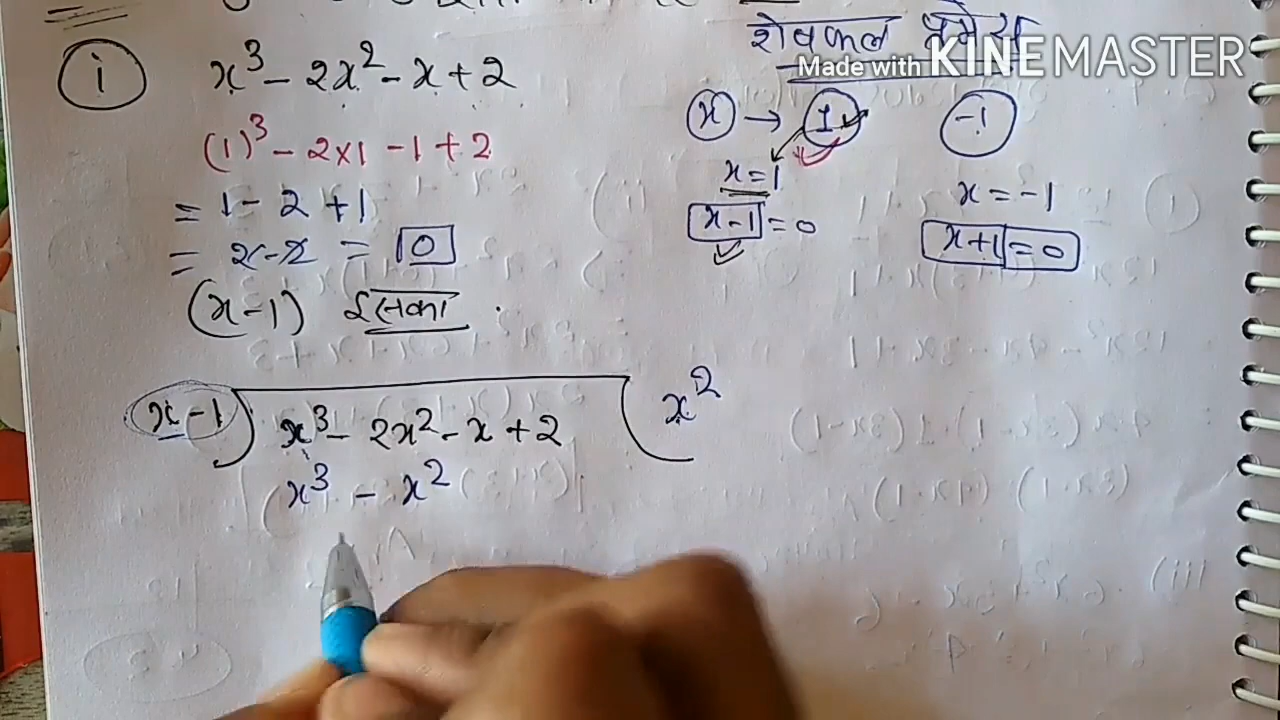 शेषफल प्रमेय
Made with KINEMASTER
(i) x³ - 2x² - x + 2
x → 1 -1
(1)³ - 2×1 - 1 + 2
x = 1
x = -1
= 1 - 2 + 1
x-1 = 0
x+1 = 0
= 2-2 = 0
(x-1) इसका
x-1) x³ - 2x² - x + 2 ( x²
x³ - x²